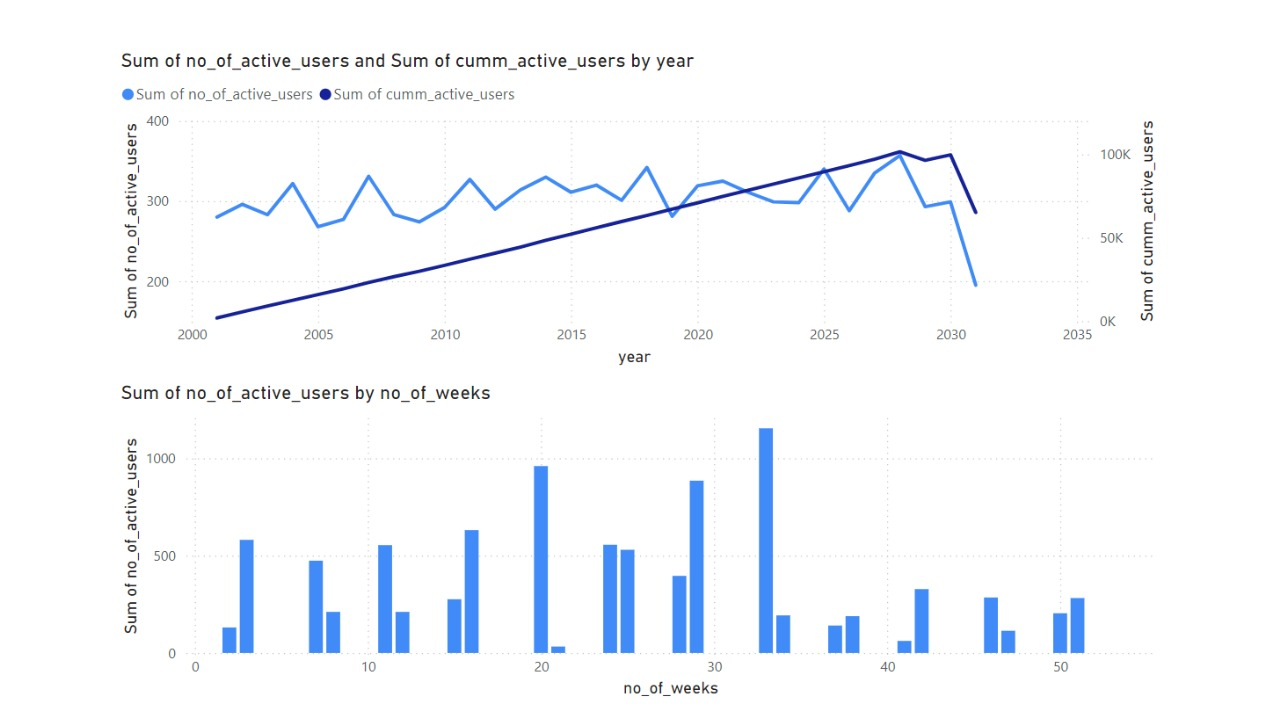 Sum of no_of_active_users and Sum of cumm_active_users by year
Sum of no_of_active_users Sum of cumm_active_users
Sum of no_of_active_users
400
300
200
100K
50K
0K
Sum of cumm_active_users
2000 2005 2010 2015 2020 2025 2030 2035
year
Sum of no_of_active_users by no_of_weeks
Sum of no_of_active_users
1000
500
0
0 10 20 30 40 50
no_of_weeks